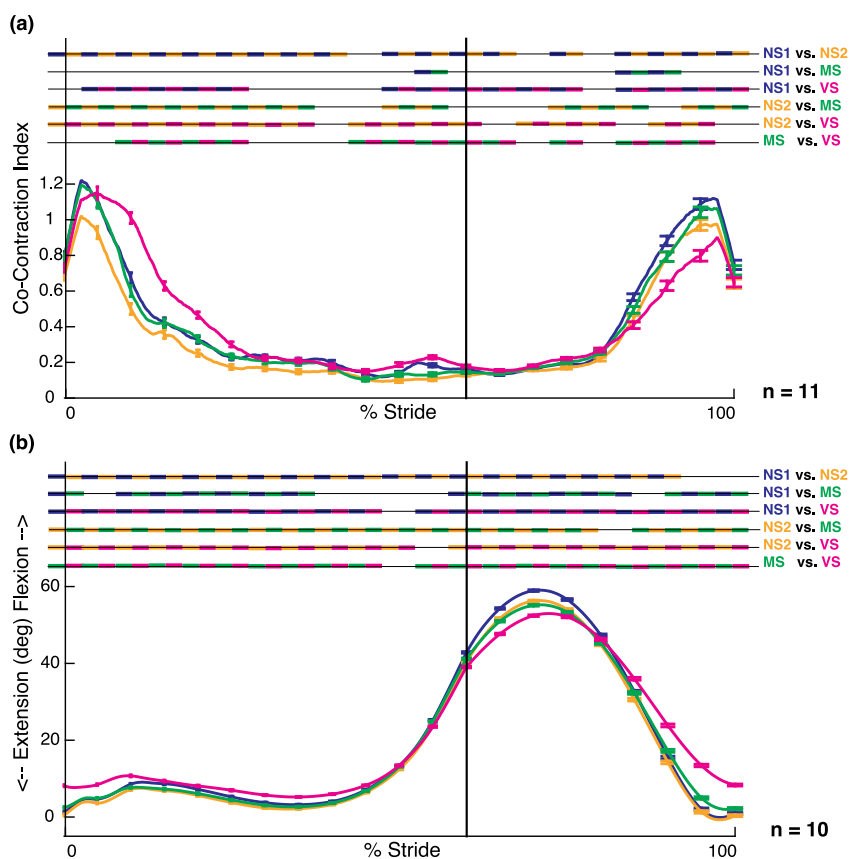 (a)
NS1 vs. NS2
NS1 vs. MS
NS1 vs. VS
NS2 vs. MS
NS2 vs. VS
MS vs. VS
Co-Contraction Index
1.2
1
0.8
0.6
0.4
0.2
0
0 % Stride 100
n = 11
(b)
NS1 vs. NS2
NS1 vs. MS
NS1 vs. VS
NS2 vs. MS
NS2 vs. VS
MS vs. VS
<-- Extension (deg) Flexion -->
60
40
20
0
0 % Stride 100
n = 10